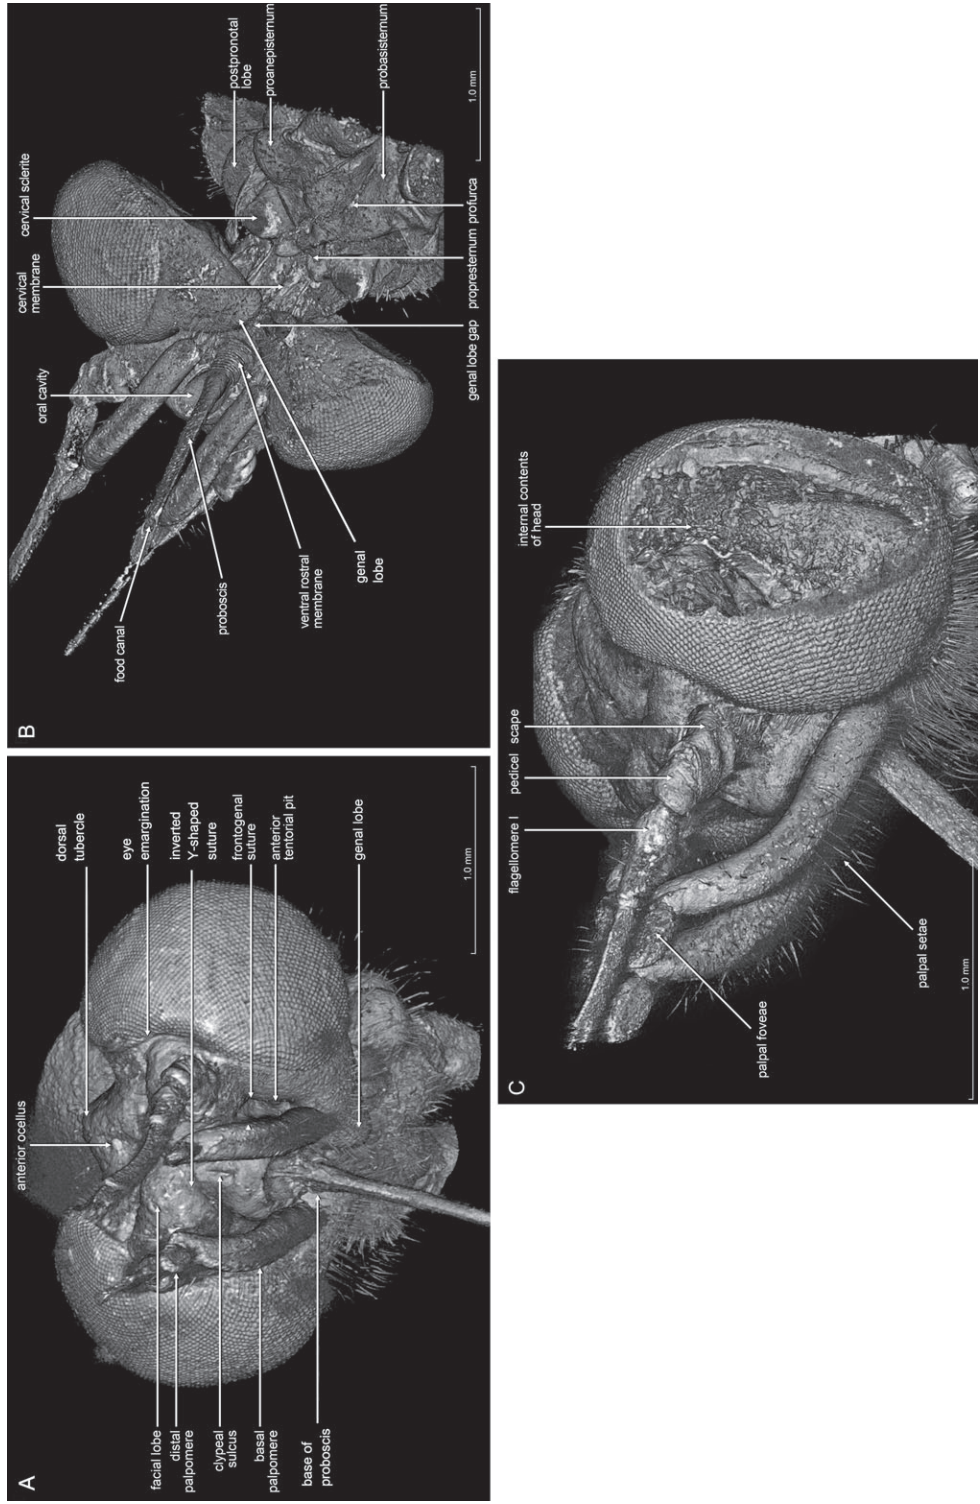 A
anterior ocellus
dorsal
tubercle
eye
emargination
inverted
Y-shaped
suture
frontogenal
suture
anterior
tentorial pit
genal lobe
1.0 mm
facial lobe
distal
palpomere
clypeal
sulcus
basal
palpomere
base of
proboscis
B
oral cavity
cervical
membrane
cervical sclerite
postpronotal
lobe
proanepisternum
probasisternum
1.0 mm
food canal
proboscis
ventral rostral
membrane
genal
lobe
genal lobe gap
propresternum
profurca
C
flagellomere I
pedicel
scape
internal contents
of head
palpal foveae
palpal setae
1.0 mm